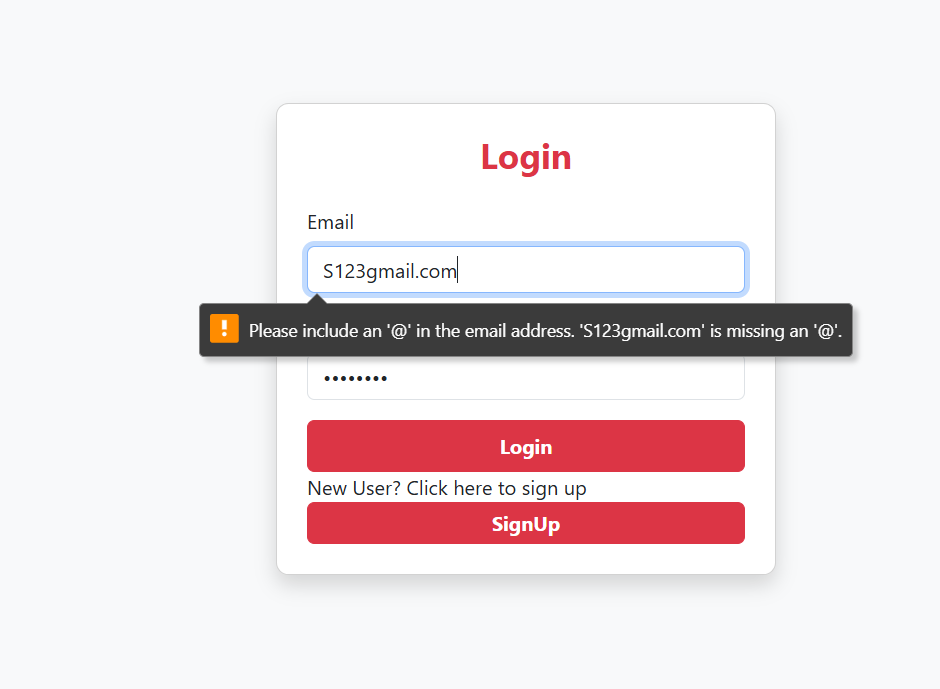 Login
Email
S123gmail.com
Please include an '@' in the email address. 'S123gmail.com' is missing an '@'.
••••••••
Login
New User? Click here to sign up
SignUp